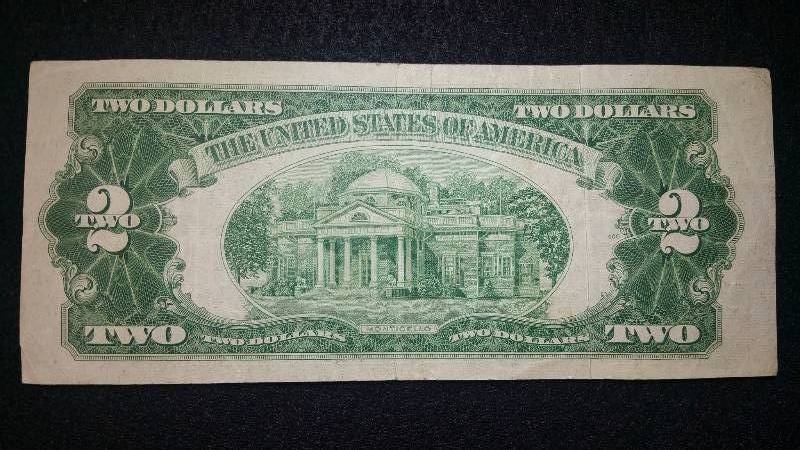 TWO DOLLARS
TWO DOLLARS
THE UNITED STATES OF AMERICA
2
TWO
2
TWO
TWO
TWO DOLLARS
MONTICELLO
TWO DOLLARS
TWO